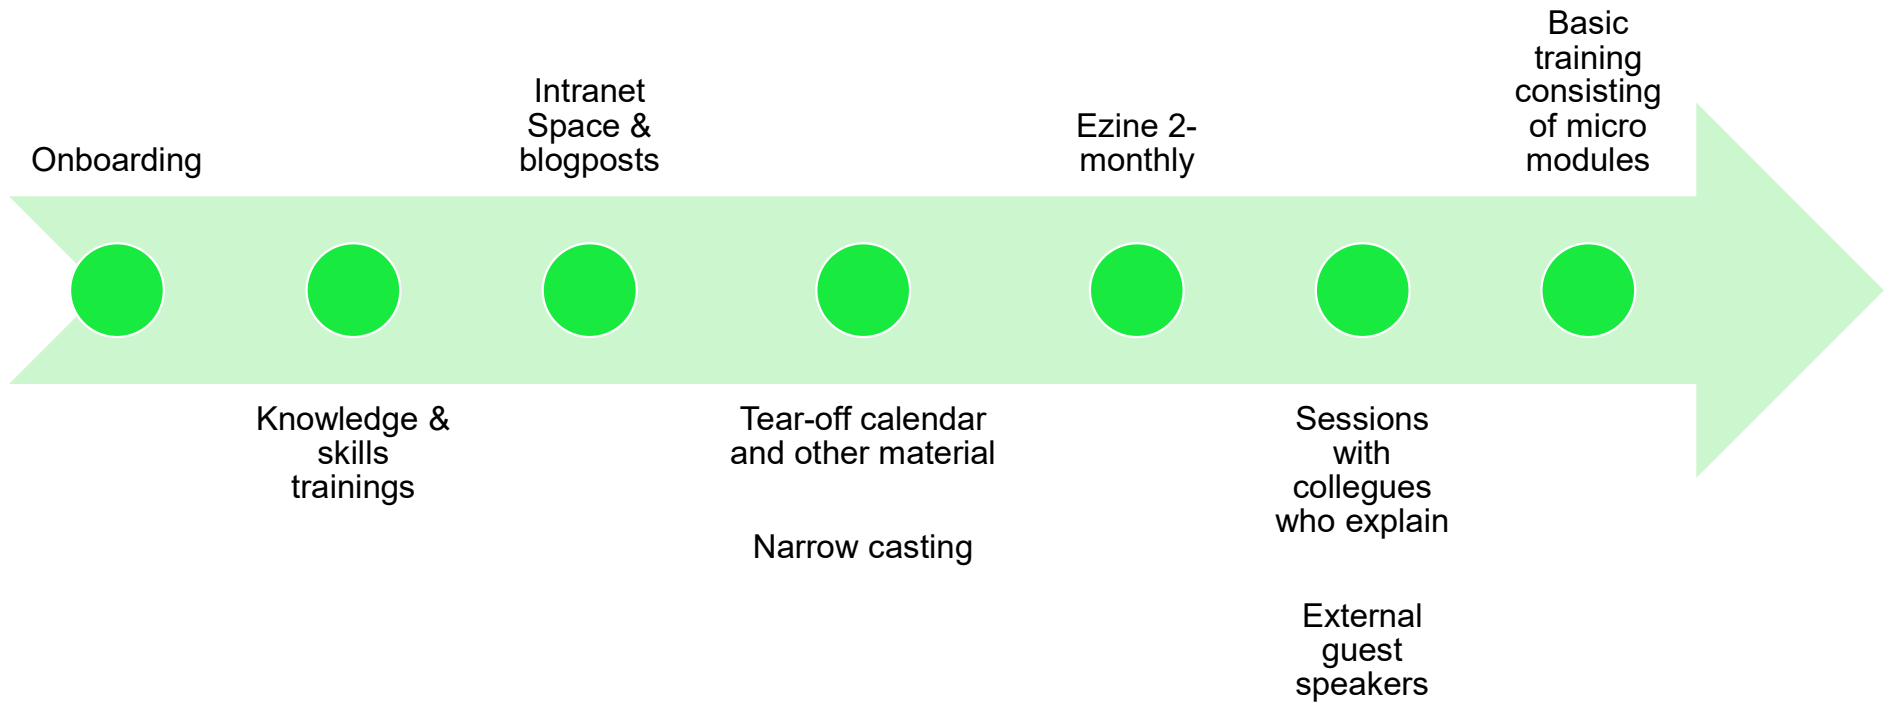 Onboarding
Knowledge &
skills
trainings
Intranet
Space &
blogposts
Tear-off calendar
and other material
Narrow casting
Ezine 2-
monthly
Sessions
with
collegues
who explain
External
guest
speakers
Basic
training
consisting
of micro
modules